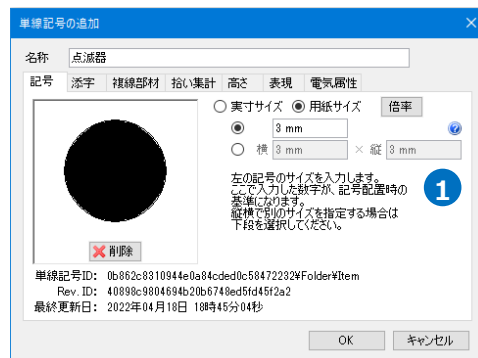 単線記号の追加
名称 点滅器
記号 添字 複線部材 拾い集計 高さ 表現 電気属性
実寸サイズ 用紙サイズ 倍率
3 mm
横 3 mm × 縦 3 mm
左の記号のサイズを入力します。
ここで入力した数字が、記号配置時の
基準になります。
縦横で別のサイズを指定する場合は
下段を選択してください。
1
削除
単線記号ID: 0b862c8310944e0a84cded0c58472232¥Folder¥Item
Rev. ID: 40898c9804694b20b6748ed5fd45f2a2
最終更新日: 2022年04月18日 18時45分04秒
OK キャンセル